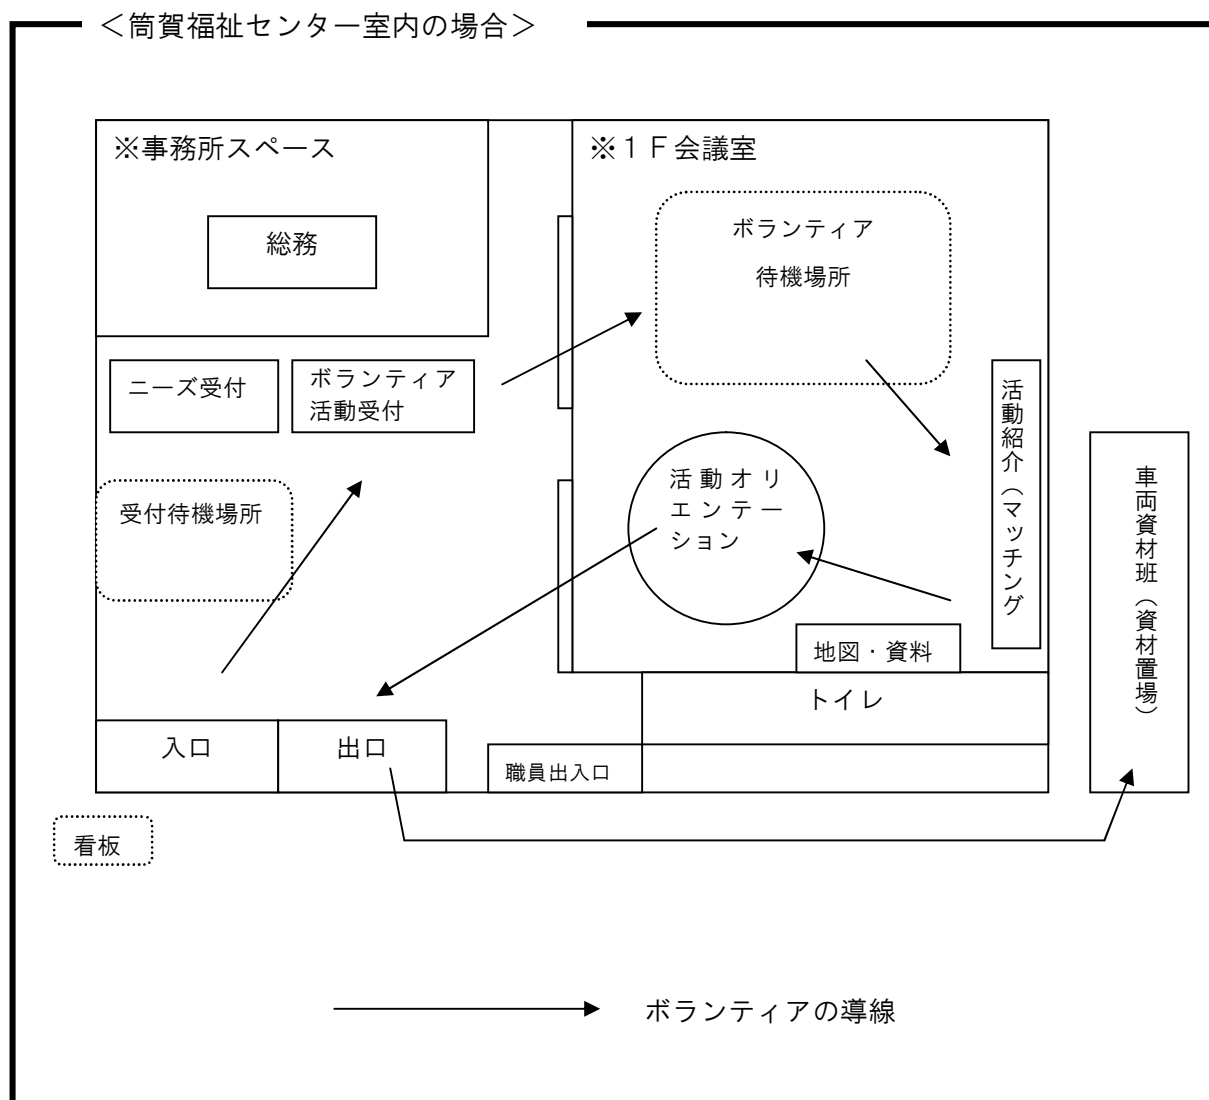 ＜筒賀福祉センター室内の場合＞
※事務所スペース
総務
※１Ｆ会議室
ボランティア
待機場所
ニーズ受付
ボランティア
活動受付
受付待機場所
活動オリ
エンテー
ション
活動紹介（マッチング
車両資材班（資材置場）
地図・資料
トイレ
入口
出口
職員出入口
看板
ボランティアの導線